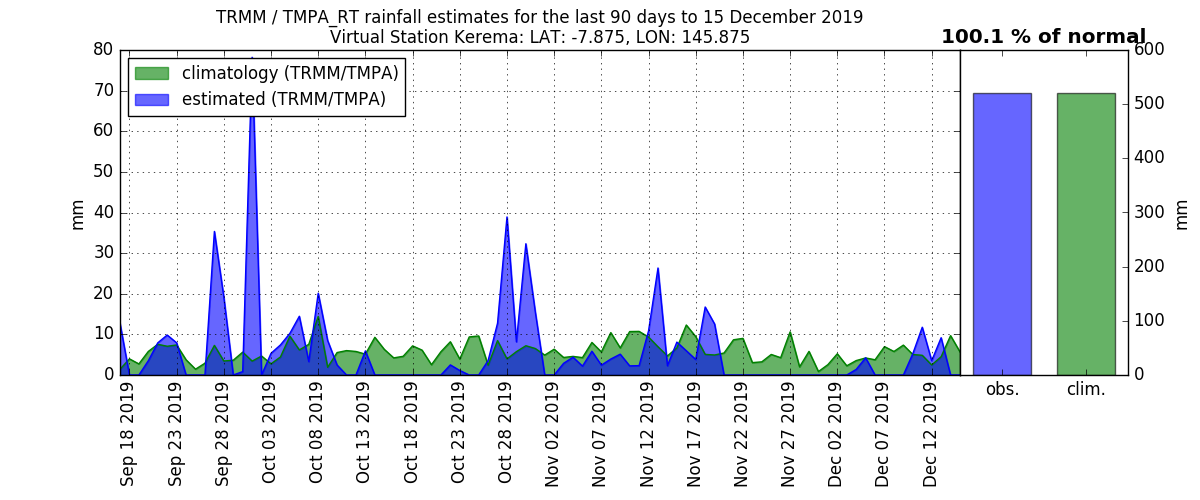 TRMM / TMPA_RT rainfall estimates for the last 90 days to 15 December 2019
Virtual Station Kerema: LAT: -7.875, LON: 145.875
100.1 % of normal
climatology (TRMM/TMPA)
estimated (TRMM/TMPA)
mm
80
70
60
50
40
30
20
10
0
Sep 18 2019
Sep 23 2019
Sep 28 2019
Oct 03 2019
Oct 08 2019
Oct 13 2019
Oct 18 2019
Oct 23 2019
Oct 28 2019
Nov 02 2019
Nov 07 2019
Nov 12 2019
Nov 17 2019
Nov 22 2019
Nov 27 2019
Dec 02 2019
Dec 07 2019
Dec 12 2019
600
500
400
300
200
100
0
mm
obs.
clim.